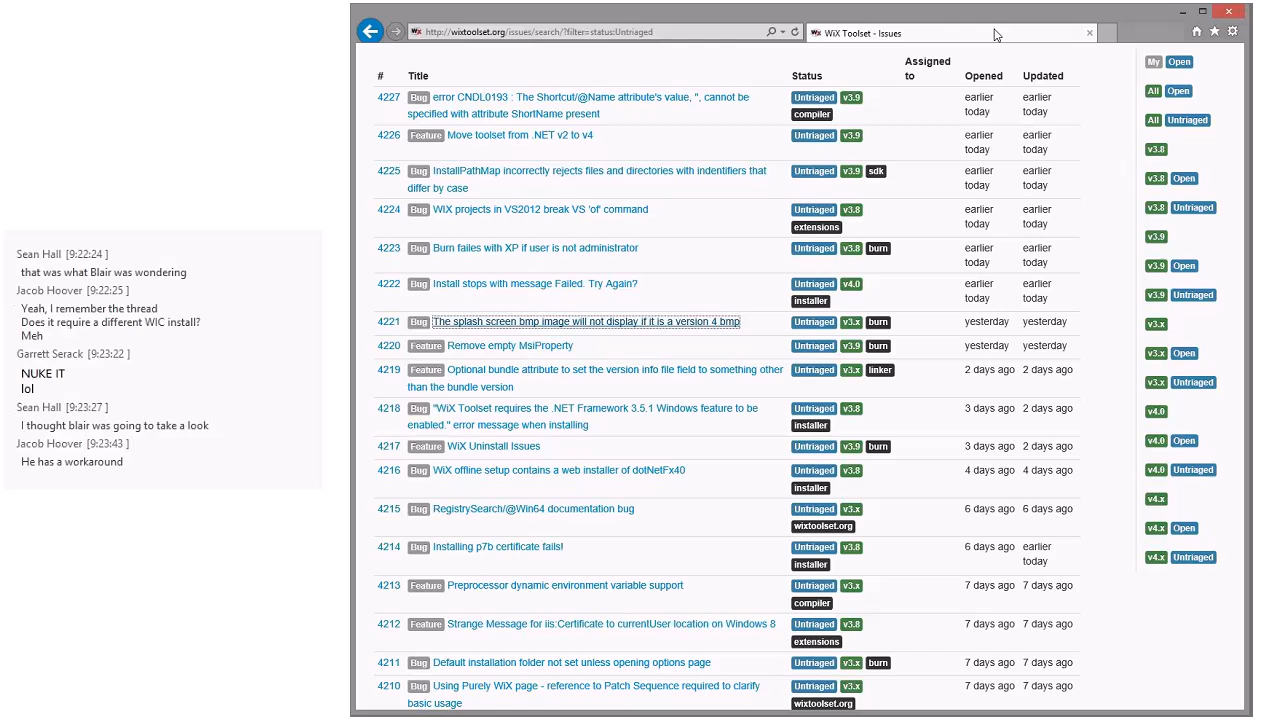 Sean Hall [9:22:24 ]
that was what Blair was wondering
Jacob Hoover [9:22:25 ]
Yeah, I remember the thread
Does it require a different WIC install?
Meh
Garrett Serack [9:23:22 ]
NUKE IT
lol
Sean Hall [9:23:27 ]
I thought blair was going to take a look
Jacob Hoover [9:23:43 ]
He has a workaround
http://wixtoolset.org/issues/search/?filter=status:Untriaged
WiX Toolset - Issues
# Title Status Assigned to Opened Updated
4227 Bug error CNDL0193 : The Shortcut/@Name attribute's value, '', cannot be Untriaged v3.9 earlier earlier
specified with attribute ShortName present compiler today today
4226 Feature Move toolset from .NET v2 to v4 Untriaged v3.9 earlier earlier
today today
4225 Bug InstallPathMap incorrectly rejects files and directories with indentifiers that Untriaged v3.9 sdk earlier earlier
differ by case today today
4224 Bug WIX projects in VS2012 break VS 'of' command Untriaged v3.8 earlier earlier
extensions today today
4223 Bug Burn failes with XP if user is not administrator Untriaged v3.8 burn earlier earlier
today today
4222 Bug Install stops with message Failed. Try Again? Untriaged v4.0 earlier earlier
installer today today
4221 Bug The splash screen bmp image will not display if it is a version 4 bmp Untriaged v3.x burn yesterday yesterday
4220 Feature Remove empty MsiProperty Untriaged v3.9 burn yesterday yesterday
4219 Feature Optional bundle attribute to set the version info file field to something other Untriaged v3.x linker 2 days ago 2 days ago
than the bundle version
4218 Bug "WiX Toolset requires the .NET Framework 3.5.1 Windows feature to be Untriaged v3.8 3 days ago 2 days ago
enabled." error message when installing installer
4217 Feature WiX Uninstall Issues Untriaged v3.9 burn 3 days ago 2 days ago
4216 Bug WiX offline setup contains a web installer of dotNetFx40 Untriaged v3.8 4 days ago 4 days ago
installer
4215 Bug RegistrySearch/@Win64 documentation bug Untriaged v3.x 6 days ago 6 days ago
wixtoolset.org
4214 Bug Installing p7b certificate fails! Untriaged v3.8 6 days ago earlier
installer today
4213 Feature Preprocessor dynamic environment variable support Untriaged v3.x 7 days ago 7 days ago
compiler
4212 Feature Strange Message for iis:Certificate to currentUser location on Windows 8 Untriaged v3.8 7 days ago 7 days ago
extensions
4211 Bug Default installation folder not set unless opening options page Untriaged v3.x burn 7 days ago 7 days ago
4210 Bug Using Purely WiX page - reference to Patch Sequence required to clarify Untriaged v3.x 7 days ago 7 days ago
basic usage wixtoolset.org
My Open
All Open
All Untriaged
v3.8
v3.8 Open
v3.8 Untriaged
v3.9
v3.9 Open
v3.9 Untriaged
v3.x
v3.x Open
v3.x Untriaged
v4.0
v4.0 Open
v4.0 Untriaged
v4.x
v4.x Open
v4.x Untriaged